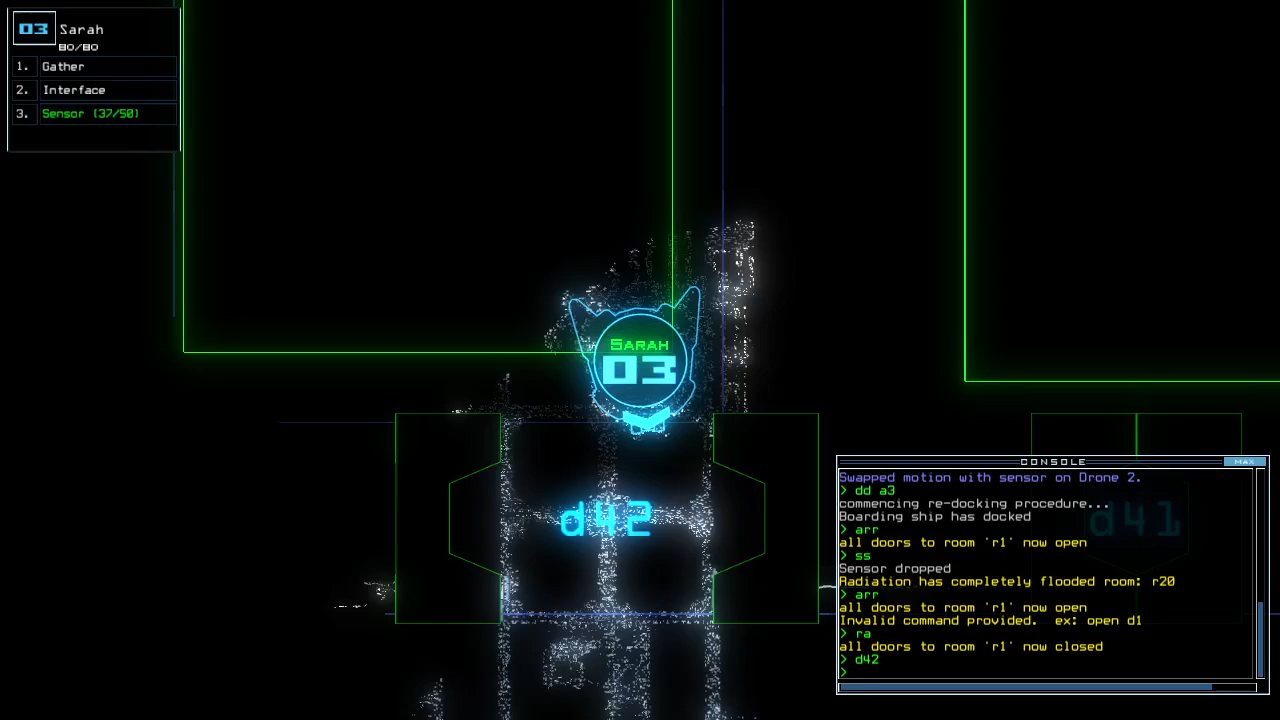 03 Sarah
80/80
1. Gather
2. Interface
3. Sensor (37/50)
SARAH
03
d42
d41
CONSOLE
MAX
Swapped motion with sensor on Drone 2.
> dd a3
commencing re-docking procedure...
Boarding ship has docked
> arr
all doors to room 'r1' now open
> ss
Sensor dropped
Radiation has completely flooded room: r20
> arr
all doors to room 'r1' now open
Invalid command provided.  ex: open d1
> ra
all doors to room 'r1' now closed
> d42
>